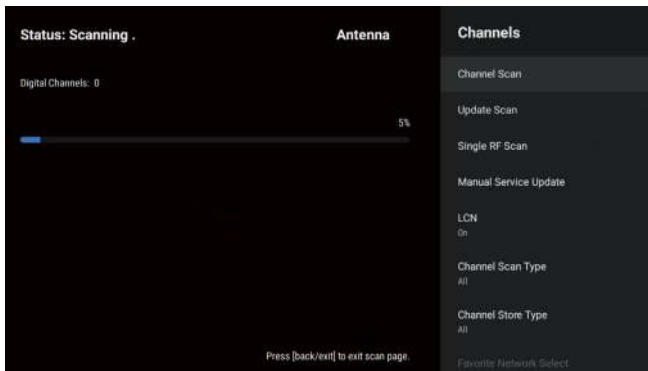 Status: Scanning .
Antenna
Digital Channels: 0
5%
Press [back/exit] to exit scan page.
Channels
Channel Scan
Update Scan
Single RF Scan
Manual Service Update
LCN
On
Channel Scan Type
All
Channel Store Type
All
Favorite Network Select